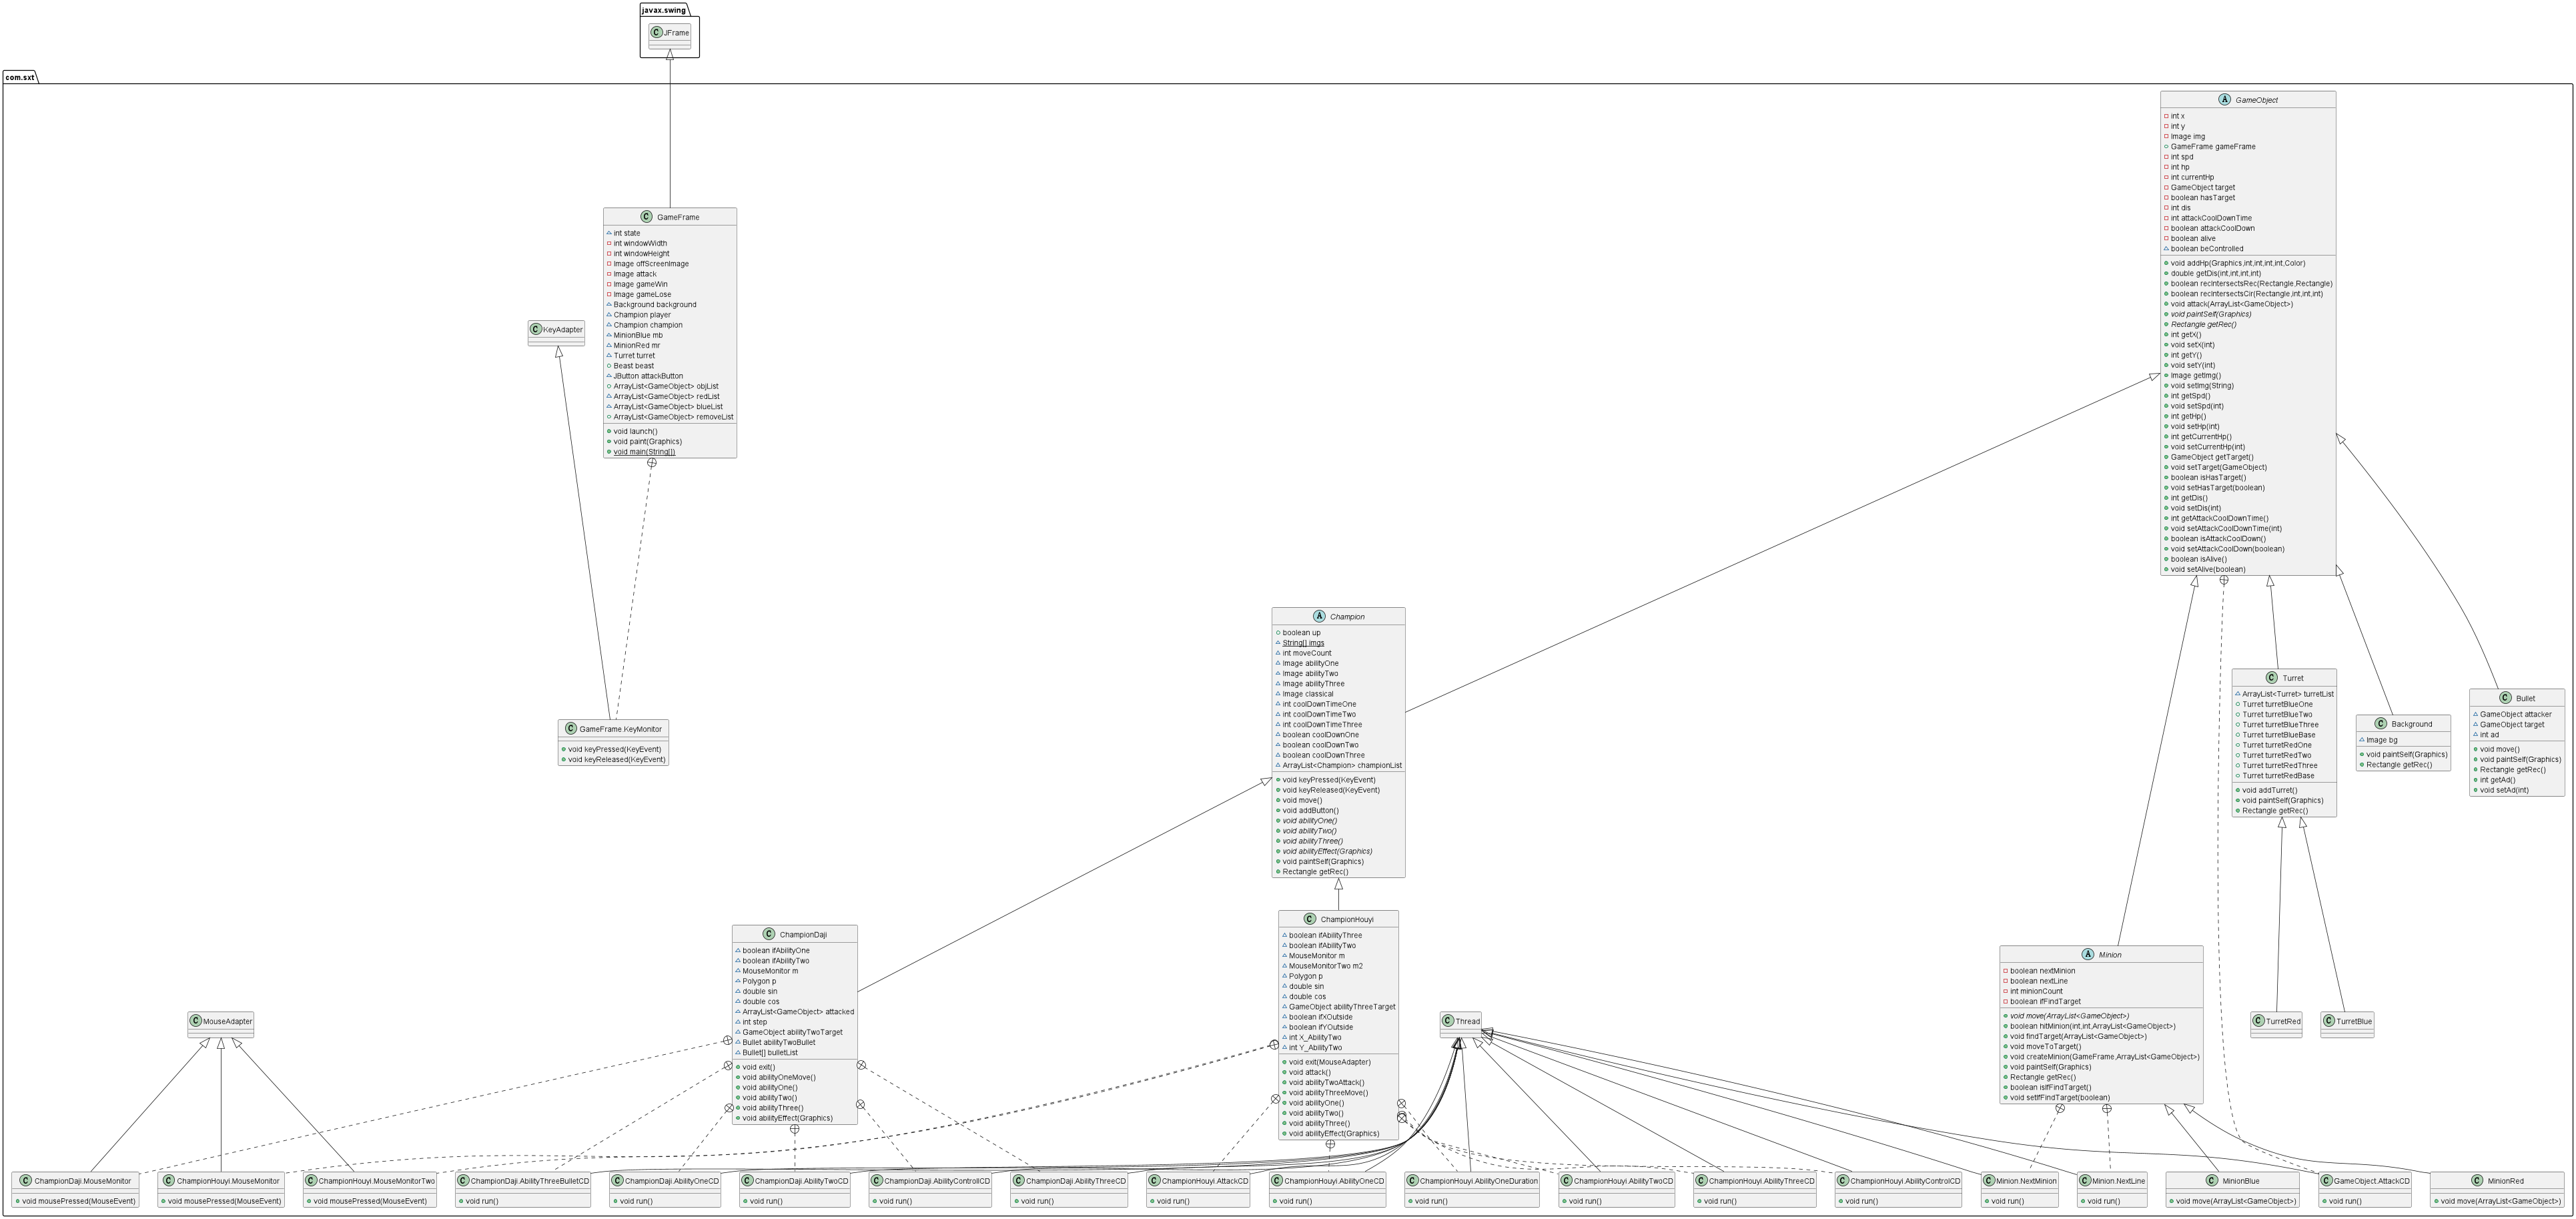 javax.swing
C JFrame
com.sxt
A GameObject
int x
int y
Image img
GameFrame gameFrame
int spd
int hp
int currentHp
GameObject target
boolean hasTarget
int dis
int attackCoolDownTime
boolean attackCoolDown
boolean alive
boolean beControlled
void addHp(Graphics,int,int,int,int,Color)
double getDis(int,int,int,int)
boolean recIntersectsRec(Rectangle,Rectangle)
boolean recIntersectsCir(Rectangle,int,int,int)
void attack(ArrayList<GameObject>)
void paintSelf(Graphics)
Rectangle getRec()
int getX()
void setX(int)
int getY()
void setY(int)
Image getImg()
void setImg(String)
int getSpd()
void setSpd(int)
int getHp()
void setHp(int)
int getCurrentHp()
void setCurrentHp(int)
GameObject getTarget()
void setTarget(GameObject)
boolean isHasTarget()
void setHasTarget(boolean)
int getDis()
void setDis(int)
int getAttackCoolDownTime()
void setAttackCoolDownTime(int)
boolean isAttackCoolDown()
void setAttackCoolDown(boolean)
boolean isAlive()
void setAlive(boolean)
C GameFrame
int state
int windowWidth
int windowHeight
Image offScreenImage
Image attack
Image gameWin
Image gameLose
Background background
Champion player
Champion champion
MinionBlue mb
MinionRed mr
Turret turret
Beast beast
JButton attackButton
ArrayList<GameObject> objList
ArrayList<GameObject> redList
ArrayList<GameObject> blueList
ArrayList<GameObject> removeList
void launch()
void paint(Graphics)
void main(String[])
C KeyAdapter
A Champion
boolean up
String[] imgs
int moveCount
Image abilityOne
Image abilityTwo
Image abilityThree
Image classical
int coolDownTimeOne
int coolDownTimeTwo
int coolDownTimeThree
boolean coolDownOne
boolean coolDownTwo
boolean coolDownThree
ArrayList<Champion> championList
void keyPressed(KeyEvent)
void keyReleased(KeyEvent)
void move()
void addButton()
void abilityOne()
void abilityTwo()
void abilityThree()
void abilityEffect(Graphics)
void paintSelf(Graphics)
Rectangle getRec()
C Turret
ArrayList<Turret> turretList
Turret turretBlueOne
Turret turretBlueTwo
Turret turretBlueThree
Turret turretBlueBase
Turret turretRedOne
Turret turretRedTwo
Turret turretRedThree
Turret turretRedBase
void addTurret()
void paintSelf(Graphics)
Rectangle getRec()
C Background
Image bg
void paintSelf(Graphics)
Rectangle getRec()
C Bullet
GameObject attacker
GameObject target
int ad
void move()
void paintSelf(Graphics)
Rectangle getRec()
int getAd()
void setAd(int)
C GameFrame.KeyMonitor
void keyPressed(KeyEvent)
void keyReleased(KeyEvent)
C ChampionDaji
boolean ifAbilityOne
boolean ifAbilityTwo
MouseMonitor m
Polygon p
double sin
double cos
ArrayList<GameObject> attacked
int step
GameObject abilityTwoTarget
Bullet abilityTwoBullet
Bullet[] bulletList
void exit()
void abilityOneMove()
void abilityOne()
void abilityTwo()
void abilityThree()
void abilityEffect(Graphics)
C ChampionHouyi
boolean ifAbilityThree
boolean ifAbilityTwo
MouseMonitor m
MouseMonitorTwo m2
Polygon p
double sin
double cos
GameObject abilityThreeTarget
boolean ifXOutside
boolean ifYOutside
int X_AbilityTwo
int Y_AbilityTwo
void exit(MouseAdapter)
void attack()
void abilityTwoAttack()
void abilityThreeMove()
void abilityOne()
void abilityTwo()
void abilityThree()
void abilityEffect(Graphics)
A Minion
boolean nextMinion
boolean nextLine
int minionCount
boolean ifFindTarget
void move(ArrayList<GameObject>)
boolean hitMinion(int,int,ArrayList<GameObject>)
void findTarget(ArrayList<GameObject>)
void moveToTarget()
void createMinion(GameFrame,ArrayList<GameObject>)
void paintSelf(Graphics)
Rectangle getRec()
boolean isIfFindTarget()
void setIfFindTarget(boolean)
C MouseAdapter
C Thread
C TurretRed
C TurretBlue
C ChampionDaji.MouseMonitor
void mousePressed(MouseEvent)
C ChampionHouyi.MouseMonitor
void mousePressed(MouseEvent)
C ChampionHouyi.MouseMonitorTwo
void mousePressed(MouseEvent)
C ChampionDaji.AbilityThreeBulletCD
void run()
C ChampionDaji.AbilityOneCD
void run()
C ChampionDaji.AbilityTwoCD
void run()
C ChampionDaji.AbilityControllCD
void run()
C ChampionDaji.AbilityThreeCD
void run()
C ChampionHouyi.AttackCD
void run()
C ChampionHouyi.AbilityOneCD
void run()
C ChampionHouyi.AbilityOneDuration
void run()
C ChampionHouyi.AbilityTwoCD
void run()
C ChampionHouyi.AbilityThreeCD
void run()
C ChampionHouyi.AbilityControlCD
void run()
C Minion.NextMinion
void run()
C Minion.NextLine
void run()
C MinionBlue
void move(ArrayList<GameObject>)
C GameObject.AttackCD
void run()
C MinionRed
void move(ArrayList<GameObject>)